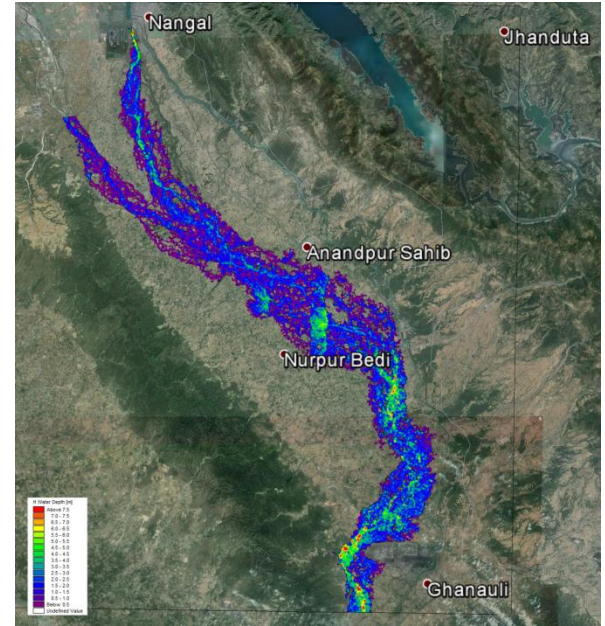 Nangal
Jhanduta
Anandpur Sahib
Nurpur Bedi
Ghanauli
H Water Depth [m]
Above 7.5
7.0 - 7.5
6.5 - 7.0
6.0 - 6.5
5.5 - 6.0
5.0 - 5.5
4.5 - 5.0
4.0 - 4.5
3.5 - 4.0
3.0 - 3.5
2.5 - 3.0
2.0 - 2.5
1.5 - 2.0
1.0 - 1.5
0.5 - 1.0
Below 0.5
Undefined Value